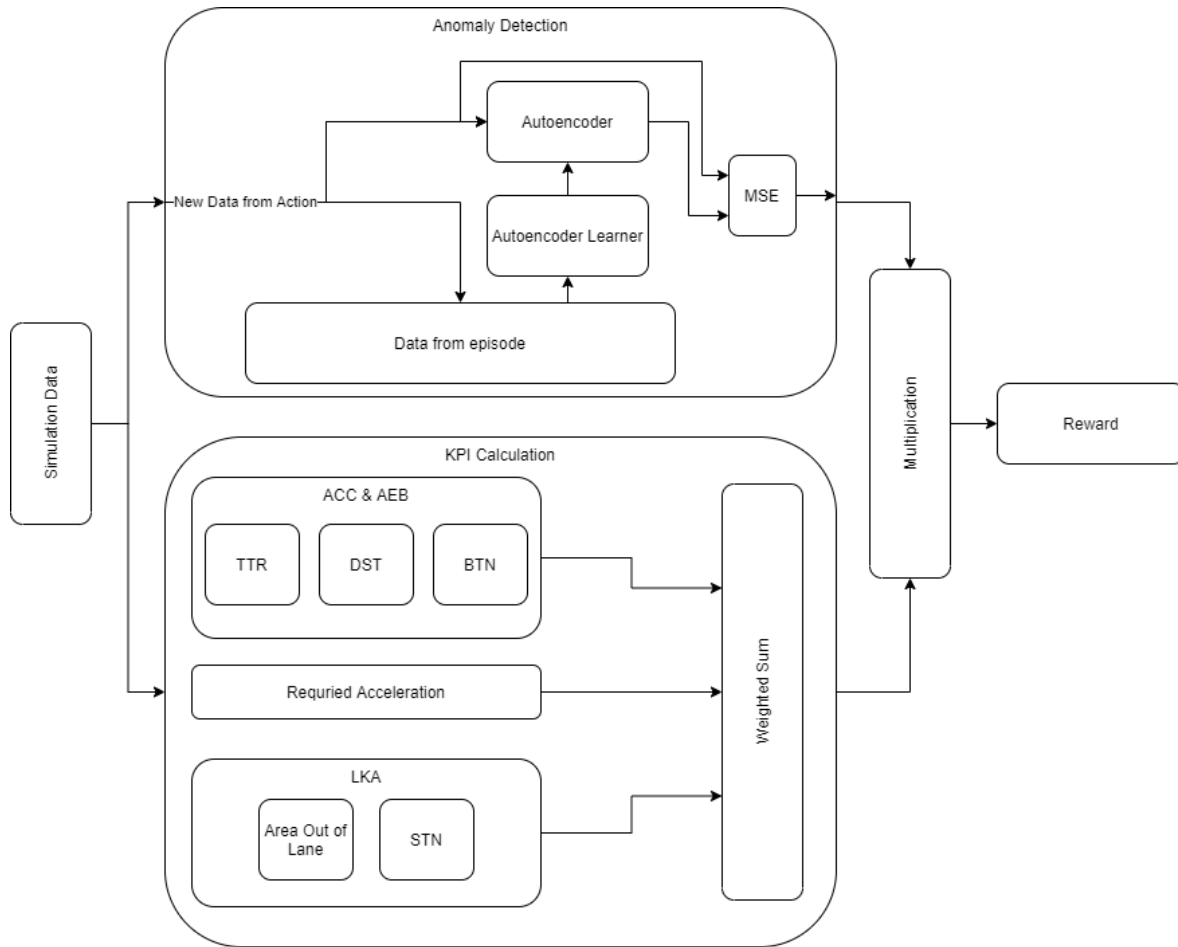 Anomaly Detection
Autoencoder
MSE
New Data from Action
Autoencoder Learner
Data from episode
Simulation Data
Multiplication
Reward
KPI Calculation
ACC & AEB
TTR
DST
BTN
Requried Acceleration
Weighted Sum
LKA
Area Out of
Lane
STN